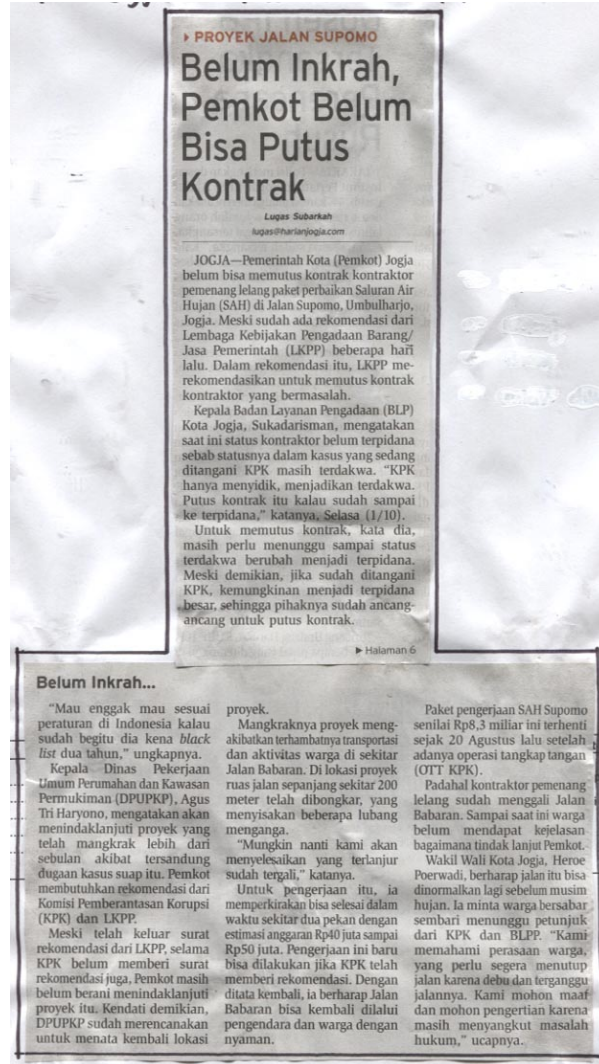 ▶ PROYEK JALAN SUPOMO
Belum Inkrah,
Pemkot Belum
Bisa Putus
Kontrak
Lugas Subarkah
lugas@harianjogja.com
JOGJA—Pemerintah Kota (Pemkot) Jogja
belum bisa memutus kontrak kontraktor
pemenang lelang paket perbaikan Saluran Air
Hujan (SAH) di Jalan Supomo, Umbulharjo,
Jogja. Meski sudah ada rekomendasi dari
Lembaga Kebijakan Pengadaan Barang/
Jasa Pemerintah (LKPP) beberapa hari
lalu. Dalam rekomendasi itu, LKPP me-
rekomendasikan untuk memutus kontrak
kontraktor yang bermasalah.
Kepala Badan Layanan Pengadaan (BLP)
Kota Jogja, Sukadarisman, mengatakan
saat ini status kontraktor belum terpidana
sebab statusnya dalam kasus yang sedang
ditangani KPK masih terdakwa. “KPK
hanya menyidik, menjadikan terdakwa.
Putus kontrak itu kalau sudah sampai
ke terpidana,” katanya, Selasa (1/10).
Untuk memutus kontrak, kata dia,
masih perlu menunggu sampai status
terdakwa berubah menjadi terpidana.
Meski demikian, jika sudah ditangani
KPK, kemungkinan menjadi terpidana
besar, sehingga pihaknya sudah ancang-
ancang untuk putus kontrak.
▶ Halaman 6
Belum Inkrah...
“Mau enggak mau sesuai
peraturan di Indonesia kalau
sudah begitu dia kena black
list dua tahun,” ungkapnya.
Kepala Dinas Pekerjaan
Umum Perumahan dan Kawasan
Permukiman (DPUPKP), Agus
Tri Haryono, mengatakan akan
menindaklanjuti proyek yang
telah mangkrak lebih dari
sebulan akibat tersandung
dugaan kasus suap itu. Pemkot
membutuhkan rekomendasi dari
Komisi Pemberantasan Korupsi
(KPK) dan LKPP.
Meski telah keluar surat
rekomendasi dari LKPP, selama
KPK belum memberi surat
rekomendasi juga, Pemkot masih
belum berani menindaklanjuti
proyek itu. Kendati demikian,
DPUPKP sudah merencanakan
untuk menata kembali lokasi
proyek.
Mangkraknya proyek meng-
akibatkan terhambatnya transportasi
dan aktivitas warga di sekitar
Jalan Babaran. Di lokasi proyek
ruas jalan sepanjang sekitar 200
meter telah dibongkar, yang
menyisakan beberapa lubang
menganga.
“Mungkin nanti kami akan
menyelesaikan yang terlanjur
sudah tergali,” katanya.
Untuk pengerjaan itu, ia
memperkirakan bisa selesai dalam
waktu sekitar dua pekan dengan
estimasi anggaran Rp40 juta sampai
Rp50 juta. Pengerjaan ini baru
bisa dilakukan jika KPK telah
memberi rekomendasi. Dengan
ditata kembali, ia berharap Jalan
Babaran bisa kembali dilalui
pengendara dan warga dengan
nyaman.
Paket pengerjaan SAH Supomo
senilai Rp8,3 miliar ini terhenti
sejak 20 Agustus lalu setelah
adanya operasi tangkap tangan
(OTT KPK).
Padahal kontraktor pemenang
lelang sudah menggali Jalan
Babaran. Sampai saat ini warga
belum mendapat kejelasan
bagaimana tindak lanjut Pemkot.
Wakil Wali Kota Jogja, Heroe
Poerwadi, berharap jalan itu bisa
dinormalkan lagi sebelum musim
hujan. Ia minta warga bersabar
sembari menunggu petunjuk
dari KPK dan BLPP. “Kami
memahami perasaan warga,
yang perlu segera menutup
jalan karena debu dan terganggu
jalannya. Kami mohon maaf
dan mohon pengertian karena
masih menyangkut masalah
hukum,” ucapnya.